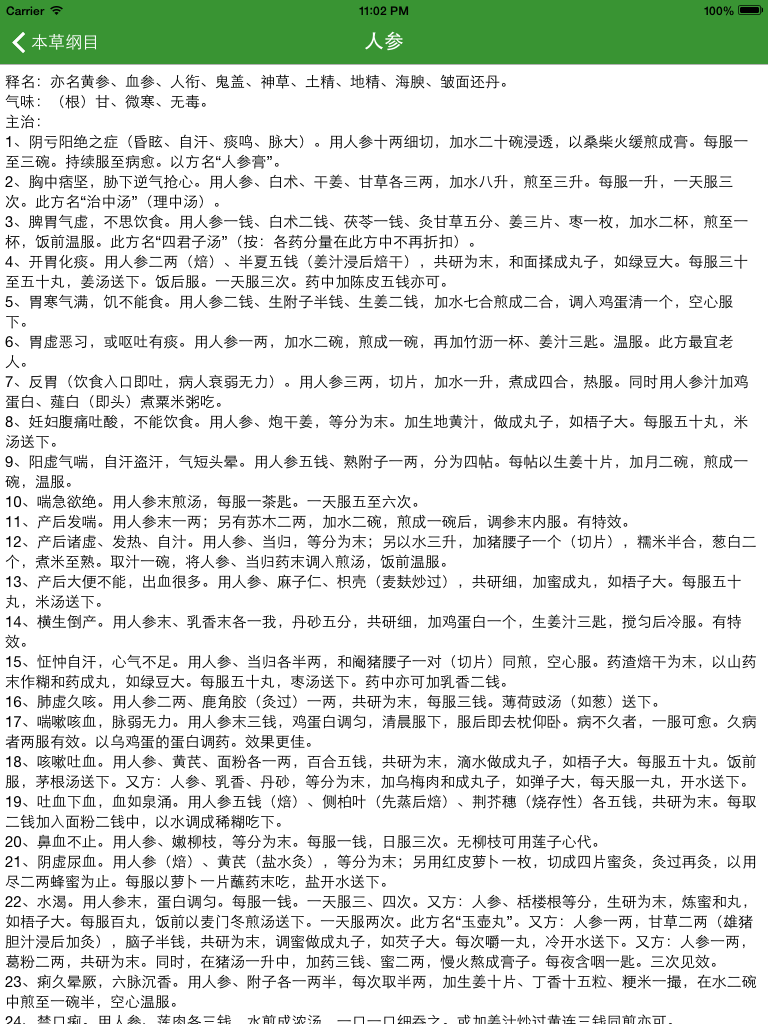 Carrier
11:02 PM
100%
本草纲目
人参
释名：亦名黄参、血参、人衔、鬼盖、神草、土精、地精、海腴、皱面还丹。
气味：（根）甘、微寒、无毒。
主治：
1、阴亏阳绝之症（昏眩、自汗、痰鸣、脉大）。用人参十两细切，加水二十碗浸透，以桑柴火缓煎成膏。每服一
至三碗。持续服至病愈。以方名“人参膏”。
2、胸中痞坚，胁下逆气抢心。用人参、白术、干姜、甘草各三两，加水八升，煎至三升。每服一升，一天服三
次。此方名“治中汤”（理中汤）。
3、脾胃气虚，不思饮食。用人参一钱、白术二钱、茯苓一钱、灸甘草五分、姜三片、枣一枚，加水二杯，煎至一
杯，饭前温服。此方名“四君子汤”（按：各药分量在此方中不再折扣）。
4、开胃化痰。用人参二两（焙）、半夏五钱（姜汁浸后焙干），共研为末，和面揉成丸子，如绿豆大。每服三十
至五十丸，姜汤送下。饭后服。一天服三次。药中加陈皮五钱亦可。
5、胃寒气满，饥不能食。用人参二钱、生附子半钱、生姜二钱，加水七合煎成二合，调入鸡蛋清一个，空心服
下。
6、胃虚恶习，或呕吐有痰。用人参一两，加水二碗，煎成一碗，再加竹沥一杯、姜汁三匙。温服。此方最宜老
人。
7、反胃（饮食入口即吐，病人衰弱无力）。用人参三两，切片，加水一升，煮成四合，热服。同时用人参汁加鸡
蛋白、薤白（即头）煮粟米粥吃。
8、妊妇腹痛吐酸，不能饮食。用人参、炮干姜，等分为末。加生地黄汁，做成丸子，如梧子大。每服五十丸，米
汤送下。
9、阳虚气喘，自汗盗汗，气短头晕。用人参五钱、熟附子一两，分为四帖。每帖以生姜十片，加月二碗，煎成一
碗，温服。
10、喘急欲绝。用人参末煎汤，每服一茶匙。一天服五至六次。
11、产后发喘。用人参末一两；另有苏木二两，加水二碗，煎成一碗后，调参末内服。有特效。
12、产后诸虚、发热、自汁。用人参、当归，等分为末；另以水三升，加猪腰子一个（切片），糯米半合，葱白二
个，煮米至熟。取汁一碗，将人参、当归药末调入煎汤，饭前温服。
13、产后大便不能，出血很多。用人参、麻子仁、枳壳（麦麸炒过），共研细，加蜜成丸，如梧子大。每服五十
丸，米汤送下。
14、横生倒产。用人参末、乳香末各一我，丹砂五分，共研细，加鸡蛋白一个，生姜汁三匙，搅匀后冷服。有特
效。
15、怔忡自汗，心气不足。用人参、当归各半两，和阉猪腰子一对（切片）同煎，空心服。药渣焙干为末，以山药
末作糊和药成丸，如绿豆大。每服五十丸，枣汤送下。药中亦可加乳香二钱。
16、肺虚久咳。用人参二两、鹿角胶（灸过）一两，共研为末，每服三钱。薄荷豉汤（如葱）送下。
17、喘嗽咳血，脉弱无力。用人参末三钱，鸡蛋白调匀，清晨服下，服后即去枕仰卧。病不久者，一服可愈。久病
者两服有效。以乌鸡蛋的蛋白调药。效果更佳。
18、咳嗽吐血。用人参、黄芪、面粉各一两，百合五钱，共研为末，滴水做成丸子，如梧子大。每服五十丸。饭前
服，茅根汤送下。又方：人参、乳香、丹砂，等分为末，加乌梅肉和成丸子，如弹子大，每天服一丸，开水送下。
19、吐血下血，血如泉涌。用人参五钱（焙）、侧柏叶（先蒸后焙）、荆芥穗（烧存性）各五钱，共研为末。每取
二钱加入面粉二钱中，以水调成稀糊吃下。
20、鼻血不止。用人参、嫩柳枝，等分为末。每服一钱，日服三次。无柳枝可用莲子心代。
21、阴虚尿血。用人参（焙）、黄芪（盐水灸），等分为末；另用红皮萝卜一枚，切成四片蜜灸，灸过再灸，以用
尽二两蜂蜜为止。每服以萝卜一片蘸药末吃，盐开水送下。
22、水渴。用人参末，蛋白调匀。每服一钱。一天服三、四次。又方：人参、栝楼根等分，生研为末，炼蜜和丸，
如梧子大。每服百丸，饭前以麦门冬煎汤送下。一天服两次。此方名“玉壶丸”。又方：人参一两，甘草二两（雄猪
胆汁浸后加灸），脑子半钱，共研为末，调蜜做成丸子，如芡子大。每次嚼一丸，冷开水送下。又方：人参一两，
葛粉二两，共研为末。同时，在猪汤一升中，加药三钱、蜜二两，慢火熬成膏子。每夜含咽一匙。三次见效。
23、痢久晕厥，六脉沉香。用人参、附子各一两半，每次取半两，加生姜十片、丁香十五粒、粳米一撮，在水二碗
中煎至一碗半，空心温服。
24、禁口痢。用人参、莲肉各三钱，水煎成浓汤，一口一口细吞之。或加姜汁炒过黄连三钱同煎亦可。